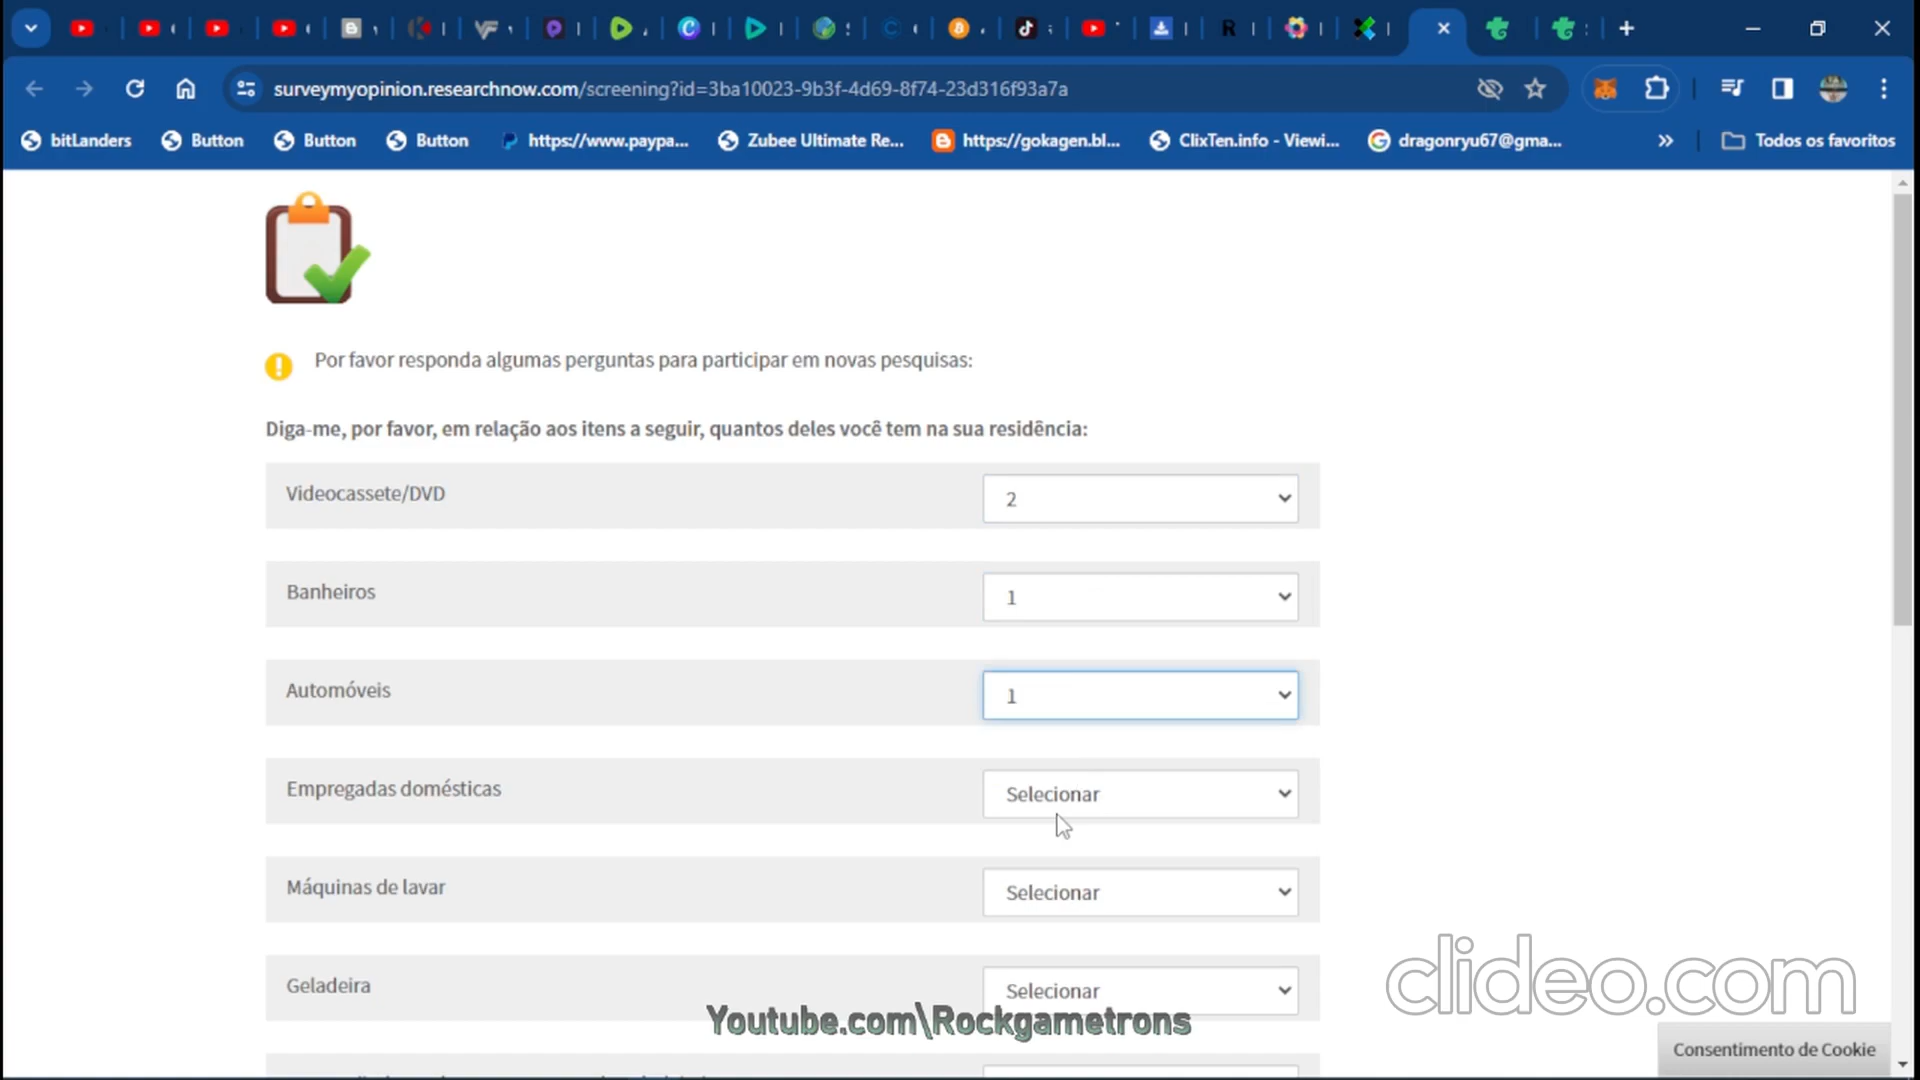 surveymyopinion.researchnow.com/screening?id=3ba10023-9b3f-4d69-8f74-23d316f93a7a
bitLanders
Button
Button
Button
https://www.paypa...
Zubee Ultimate Re...
https://gokagen.bl...
ClixTen.info - Viewi...
dragonryu67@gma...
Todos os favoritos
Por favor responda algumas perguntas para participar em novas pesquisas:
Diga-me, por favor, em relação aos itens a seguir, quantos deles você tem na sua residência:
Videocassete/DVD
2
Banheiros
1
Automóveis
1
Empregadas domésticas
Selecionar
Máquinas de lavar
Selecionar
Geladeira
Selecionar
clideo.com
Youtube.com\Rockgametrons
Consentimento de Cookie